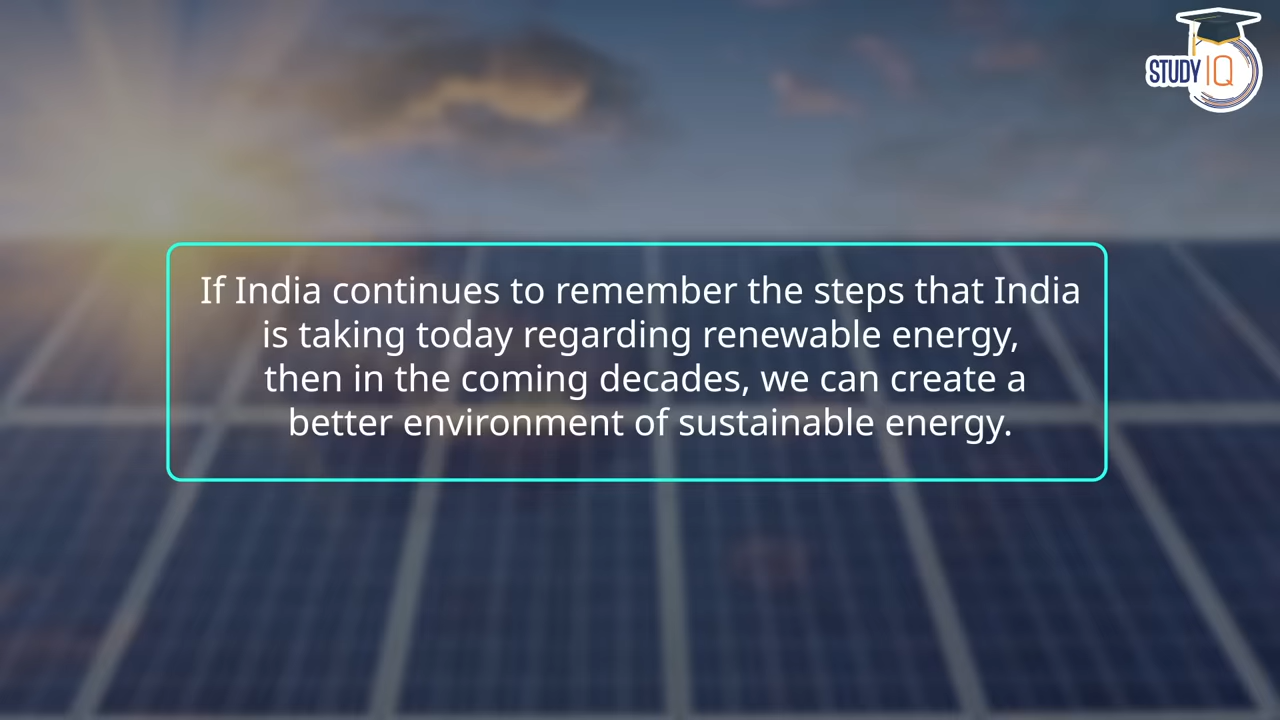 STUDY IQ
If India continues to remember the steps that India
is taking today regarding renewable energy,
then in the coming decades, we can create a
better environment of sustainable energy.